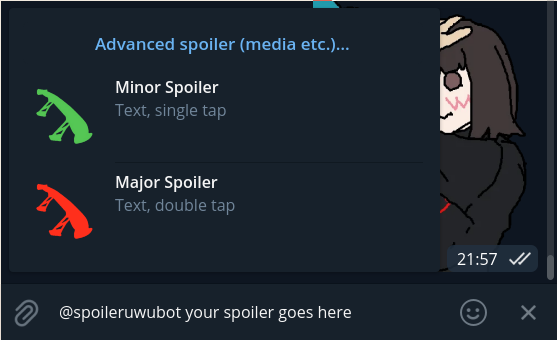 Advanced spoiler (media etc.)...
Minor Spoiler
Text, single tap
Major Spoiler
Text, double tap
21:57
@spoileruwubot your spoiler goes here